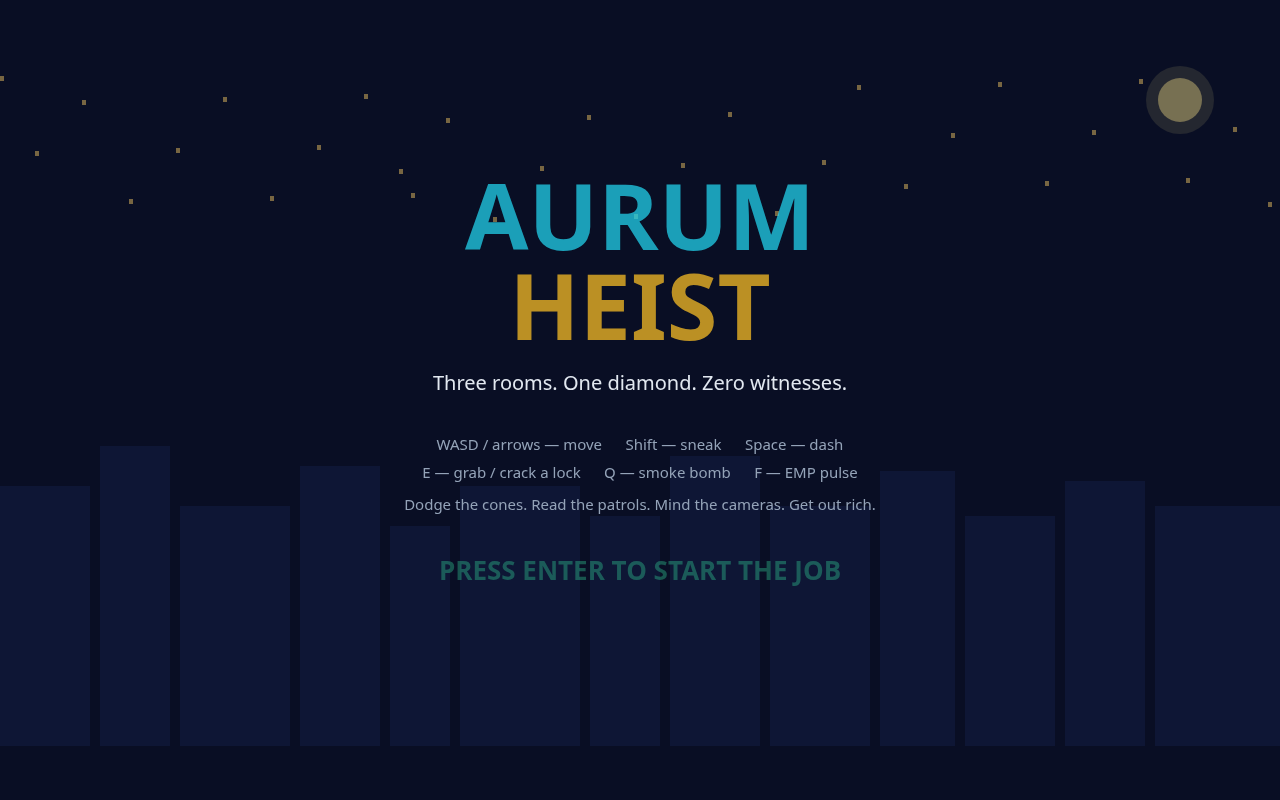 AURUM
HEIST
Three rooms. One diamond. Zero witnesses.
WASD / arrows — move Shift — sneak Space — dash
E — grab / crack a lock Q — smoke bomb F — EMP pulse
Dodge the cones. Read the patrols. Mind the cameras. Get out rich.
PRESS ENTER TO START THE JOB